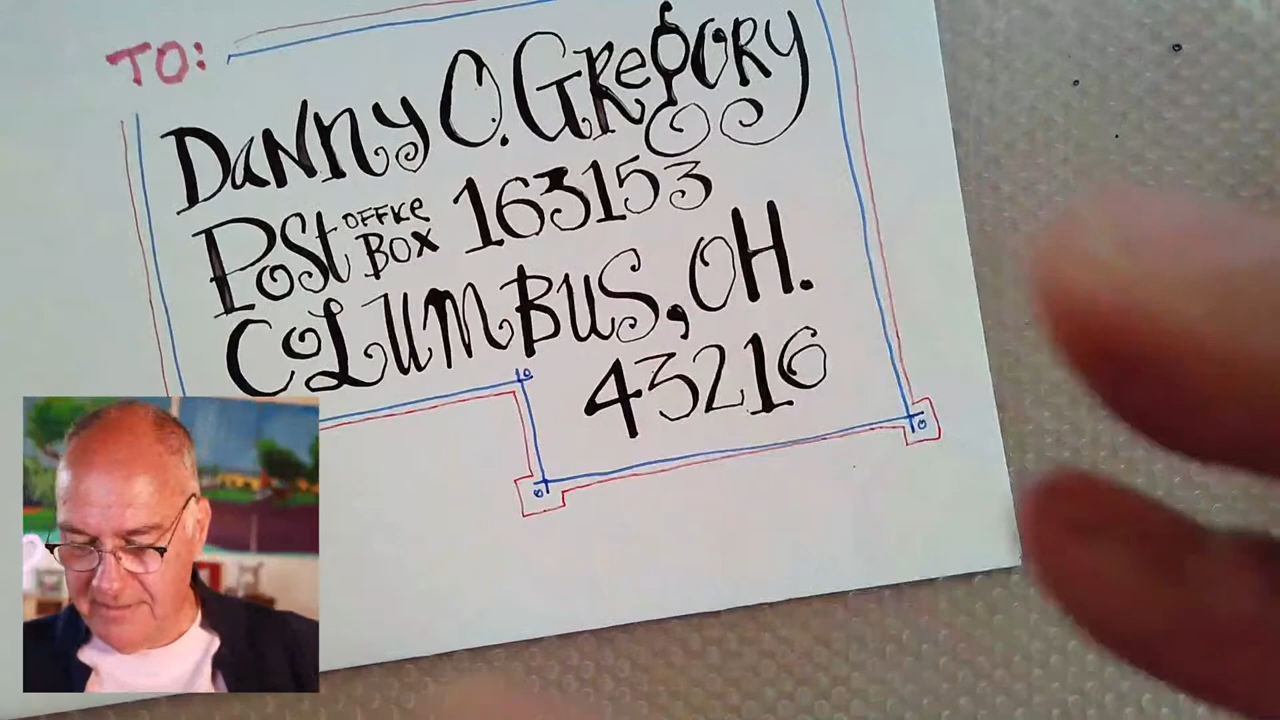 TO:
Danny O. Gregory
Post OFFICE BOX 163153
COLUMBUS, OH.
43216